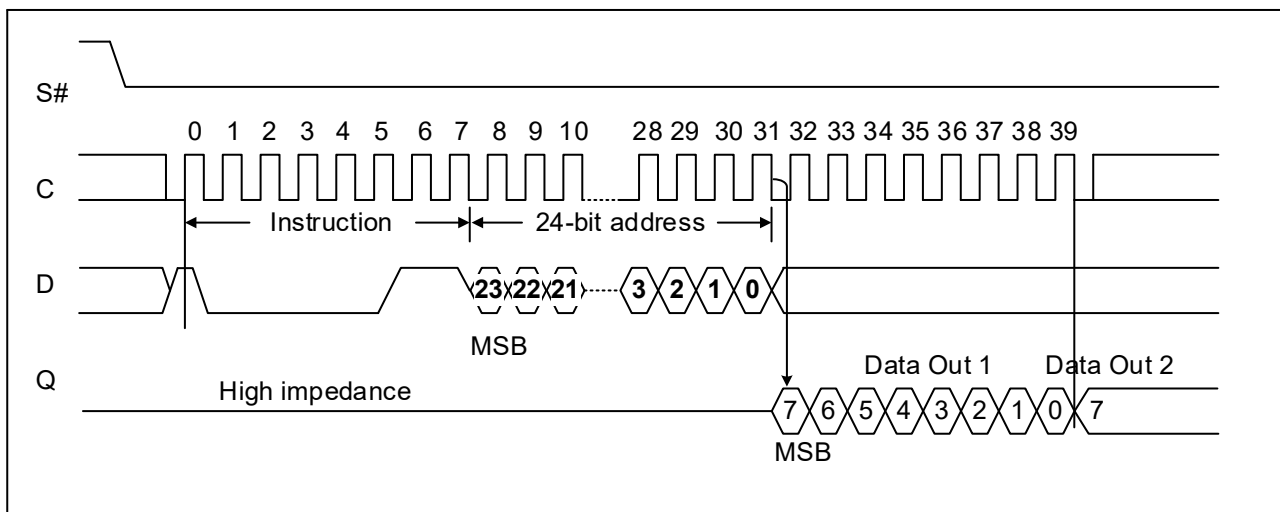 S#
0 1 2 3 4 5 6 7 8 9 10 28 29 30 31 32 33 34 35 36 37 38 39
C
Instruction 24-bit address
D
23 22 21 3 2 1 0
MSB
Data Out 1 Data Out 2
Q
High impedance
7 6 5 4 3 2 1 0 7
MSB